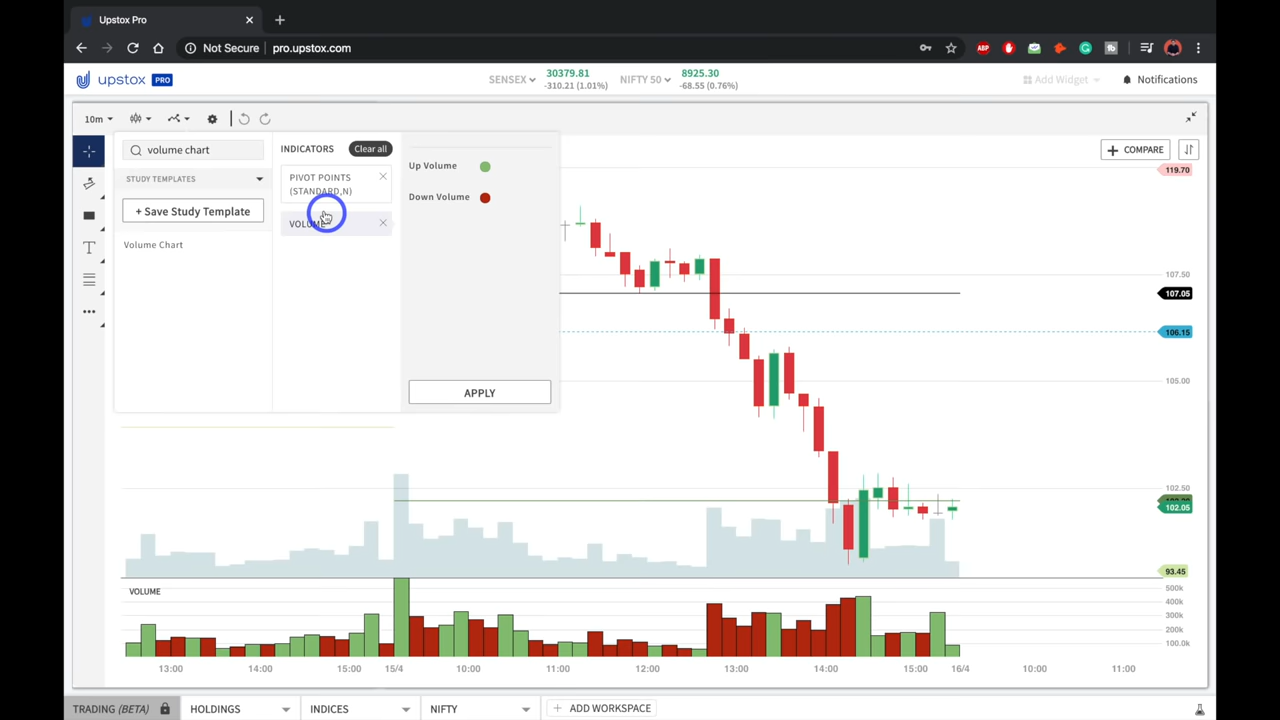 Upstox Pro
Not Secure
pro.upstox.com
ABP
upstox PRO
SENSEX
30379.81
-310.21 (1.01%)
NIFTY 50
8925.30
-68.55 (0.76%)
Add Widget
Notifications
10m
volume chart
STUDY TEMPLATES
+ Save Study Template
Volume Chart
INDICATORS
Clear all
PIVOT POINTS
(STANDARD,N)
VOLUME
Up Volume
Down Volume
APPLY
COMPARE
119.70
107.50
107.05
106.15
105.00
102.50
102.05
93.45
VOLUME
500k
400k
300k
200k
100.0k
13:00
14:00
15:00
15/4
10:00
11:00
12:00
13:00
14:00
15:00
16/4
10:00
11:00
TRADING (BETA)
HOLDINGS
INDICES
NIFTY
ADD WORKSPACE